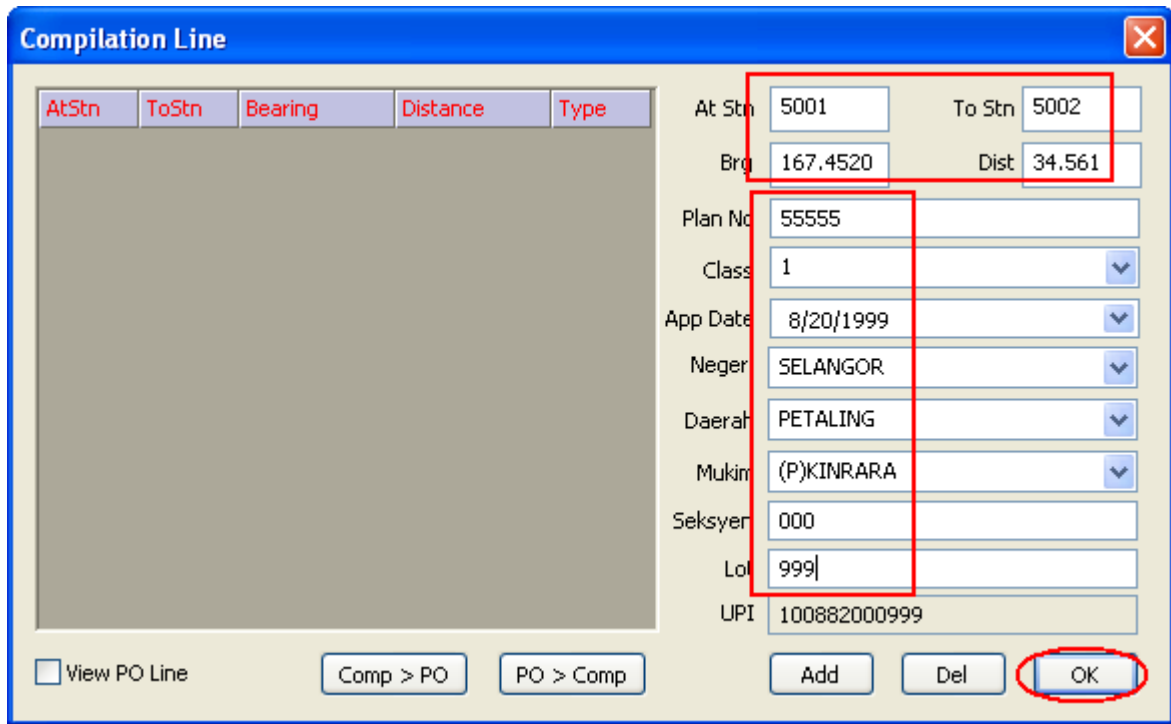 Compilation Line
AtStn ToStn Bearing Distance Type
At Stn 5001 To Stn 5002
Brg 167.4520 Dist 34.561
Plan No 55555
Class 1
App Date 8/20/1999
Negeri SELANGOR
Daerah PETALING
Mukim (P)KINRARA
Seksyen 000
Lot 999
UPI 100882000999
View PO Line Comp > PO PO > Comp Add Del OK